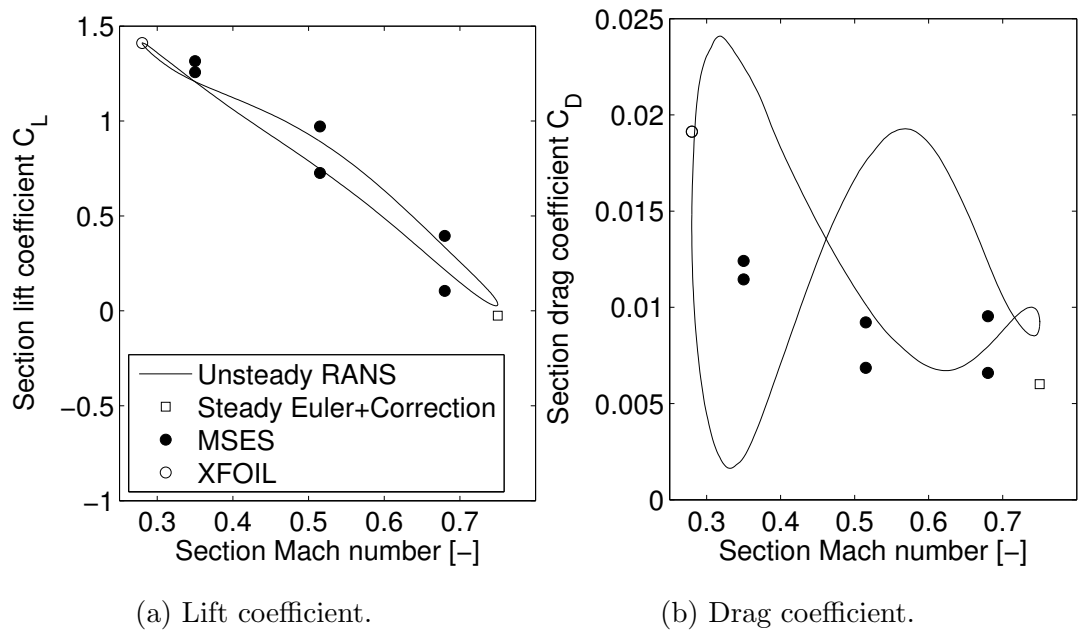 1.5
1
0.5
0
−0.5
−1
0.3 0.4 0.5 0.6 0.7
Section Mach number [−]
Section lift coefficient C_L
Unsteady RANS
Steady Euler+Correction
MSES
XFOIL
(a) Lift coefficient.
0.025
0.02
0.015
0.01
0.005
0
0.3 0.4 0.5 0.6 0.7
Section Mach number [−]
Section drag coefficient C_D
(b) Drag coefficient.